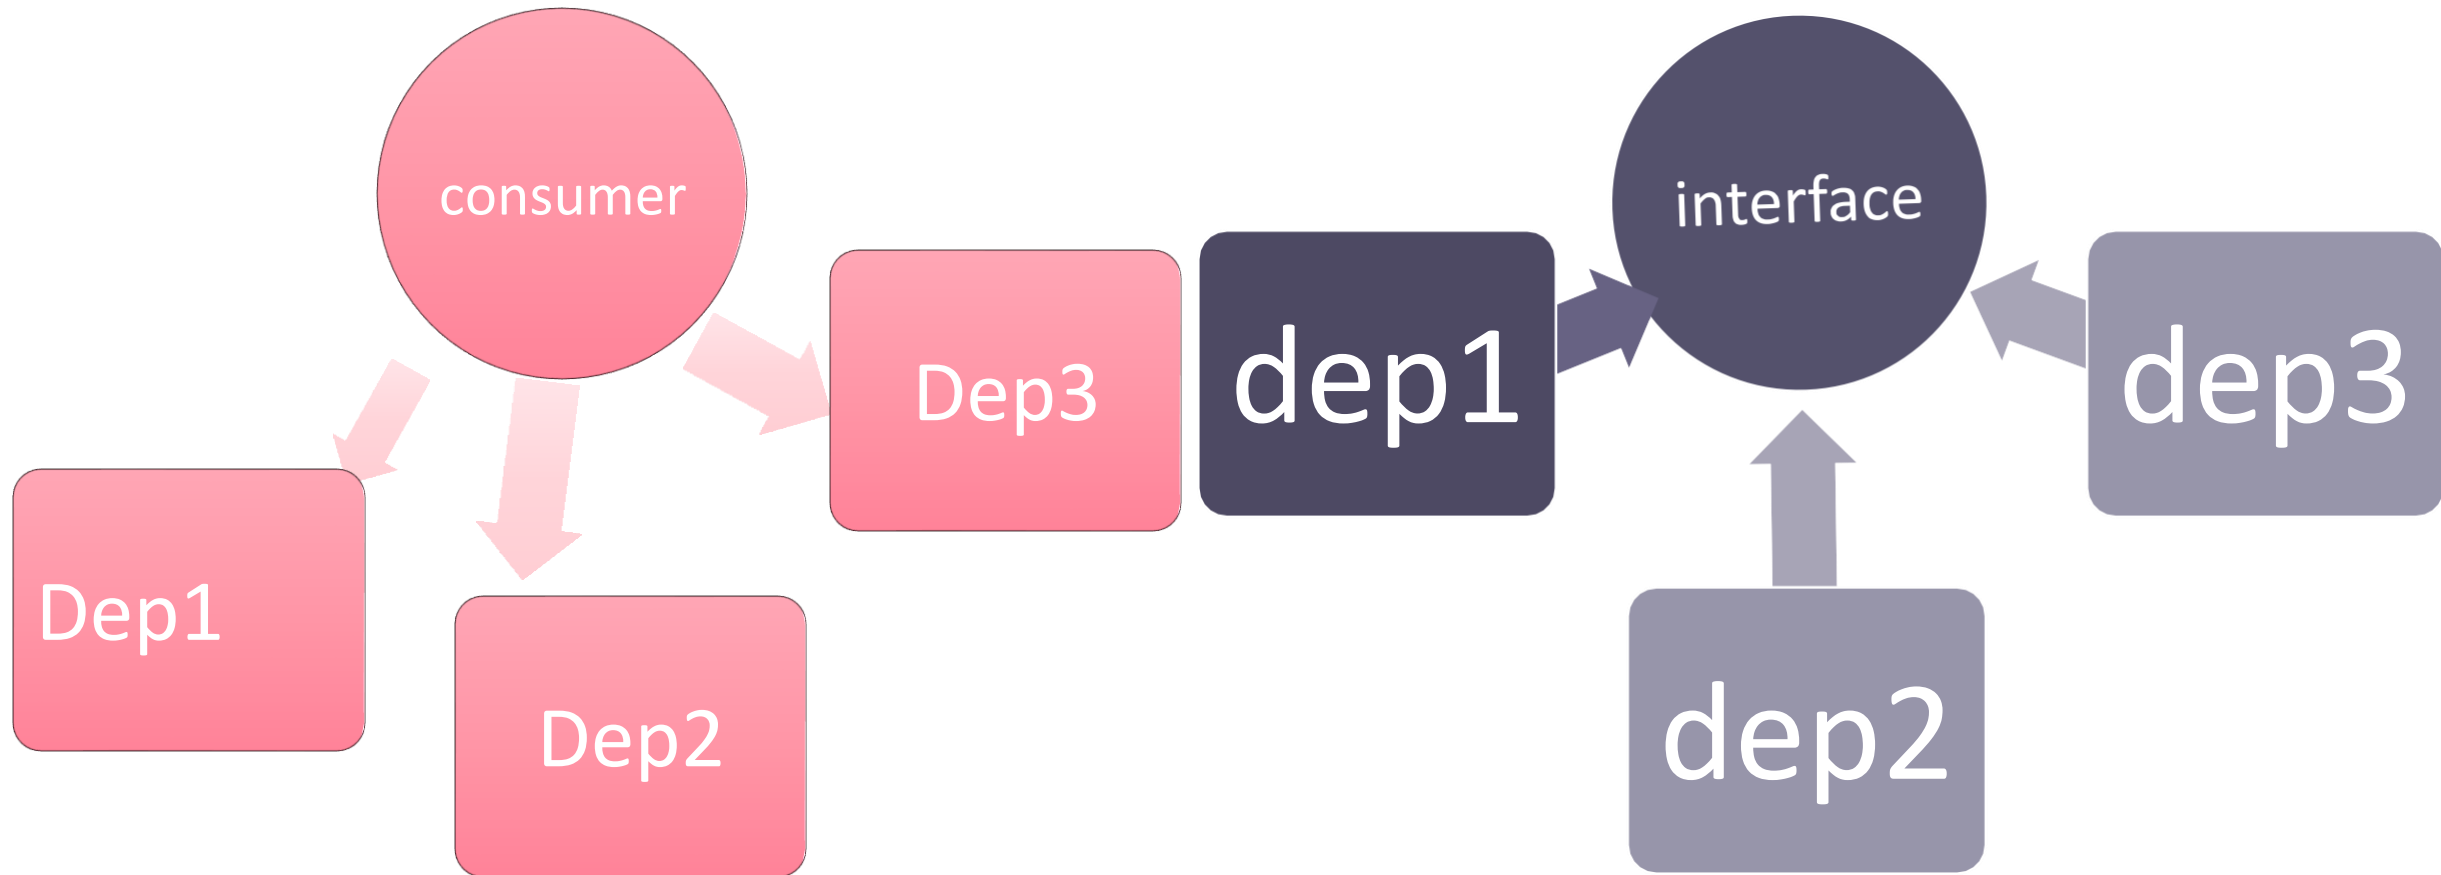 consumer
Dep1
Dep2
Dep3
interface
dep1
dep2
dep3